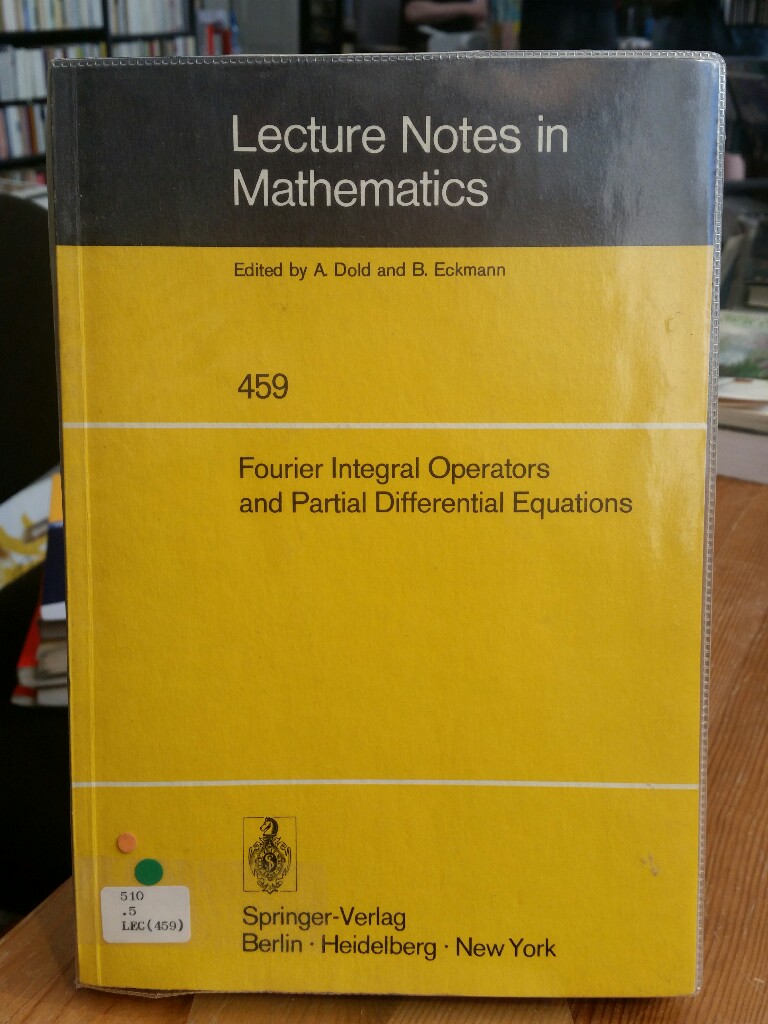 Lecture Notes in
Mathematics
Edited by A. Dold and B. Eckmann
459
Fourier Integral Operators
and Partial Differential Equations
510
.5
LEC(459)
Springer-Verlag
Berlin · Heidelberg · New York